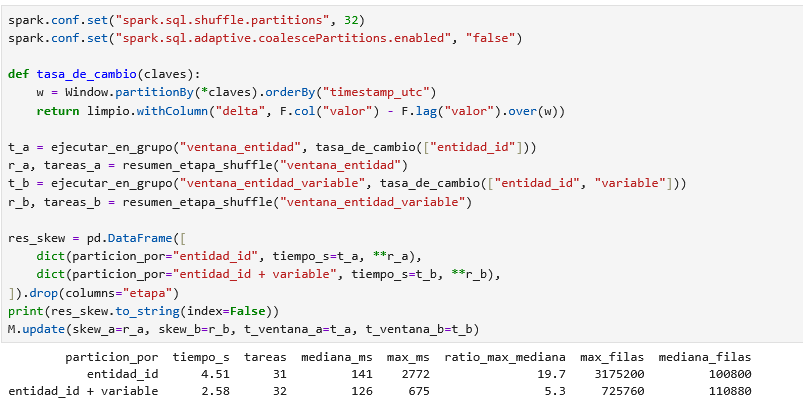 spark.conf.set("spark.sql.shuffle.partitions", 32)
spark.conf.set("spark.sql.adaptive.coalescePartitions.enabled", "false")
def tasa_de_cambio(claves):
    w = Window.partitionBy(*claves).orderBy("timestamp_utc")
    return limpio.withColumn("delta", F.col("valor") - F.lag("valor").over(w))
t_a = ejecutar_en_grupo("ventana_entidad", tasa_de_cambio(["entidad_id"]))
r_a, tareas_a = resumen_etapa_shuffle("ventana_entidad")
t_b = ejecutar_en_grupo("ventana_entidad_variable", tasa_de_cambio(["entidad_id", "variable"]))
r_b, tareas_b = resumen_etapa_shuffle("ventana_entidad_variable")
res_skew = pd.DataFrame([
    dict(particion_por="entidad_id", tiempo_s=t_a, **r_a),
    dict(particion_por="entidad_id + variable", tiempo_s=t_b, **r_b),
]).drop(columns="etapa")
print(res_skew.to_string(index=False))
M.update(skew_a=r_a, skew_b=r_b, t_ventana_a=t_a, t_ventana_b=t_b)
particion_por tiempo_s tareas mediana_ms max_ms ratio_max_mediana max_filas mediana_filas
entidad_id 4.51 31 141 2772 19.7 3175200 100800
entidad_id + variable 2.58 32 126 675 5.3 725760 110880